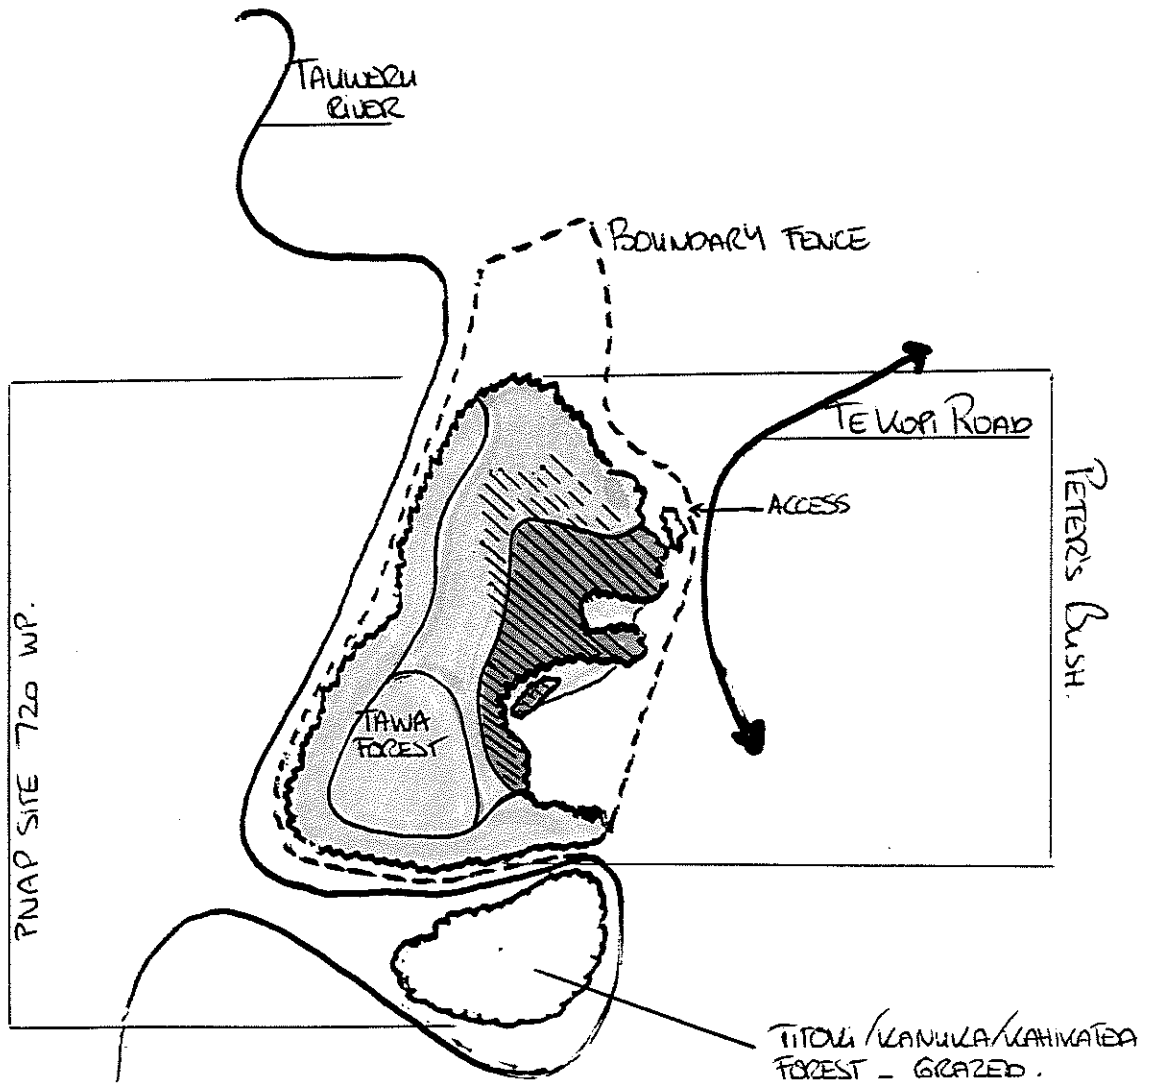 TAUWERU
RIVER
BOUNDARY FENCE
TE KOPI ROAD
ACCESS
PETER'S BUSH.
TAWA
FOREST
PNAP SITE 720 WP.
TITOKI/KANUKA/KAHIKATEA
FOREST - GRAZED.